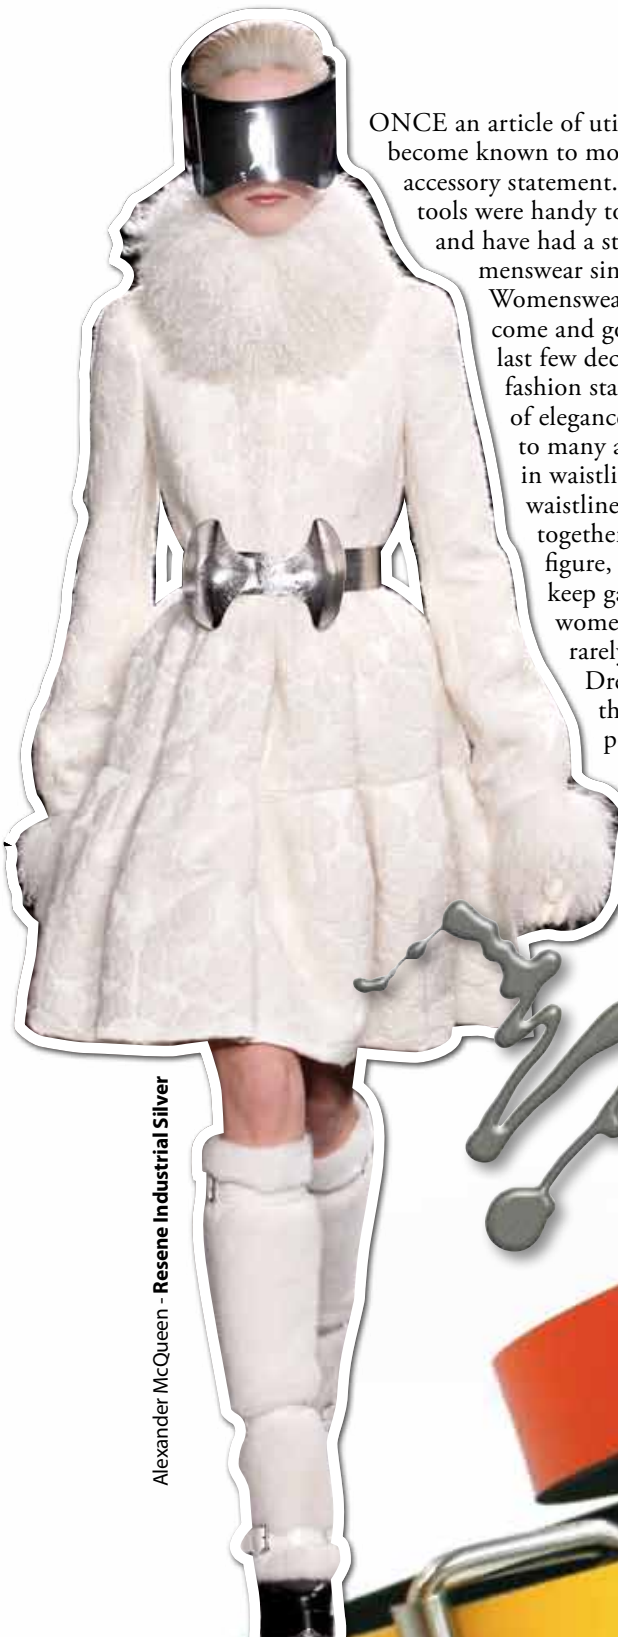 ONCE an article of uti
become known to mo
accessory statement.
tools were handy to
and have had a st
menswear sin
Womenswea
come and go
last few dec
fashion sta
of elegance
to many a
in waistli
waistline
together
figure,
keep ga
wome
rarely
Dre
th
p
Alexander McQueen - Resene Industrial Silver